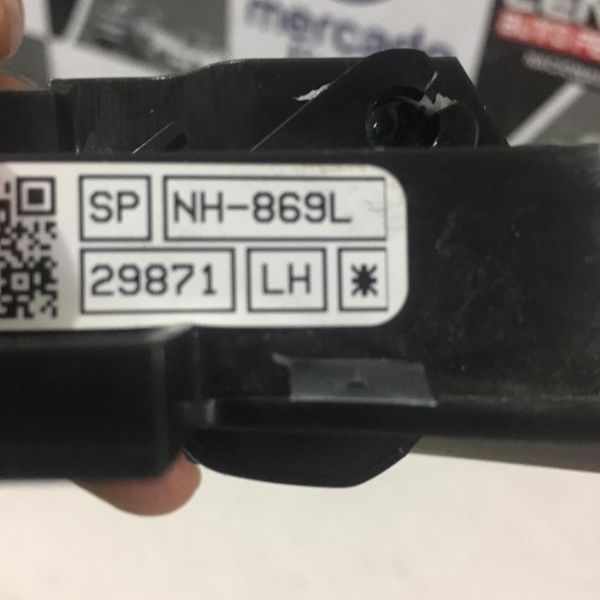 mercado
SP NH-869L
29871 LH *